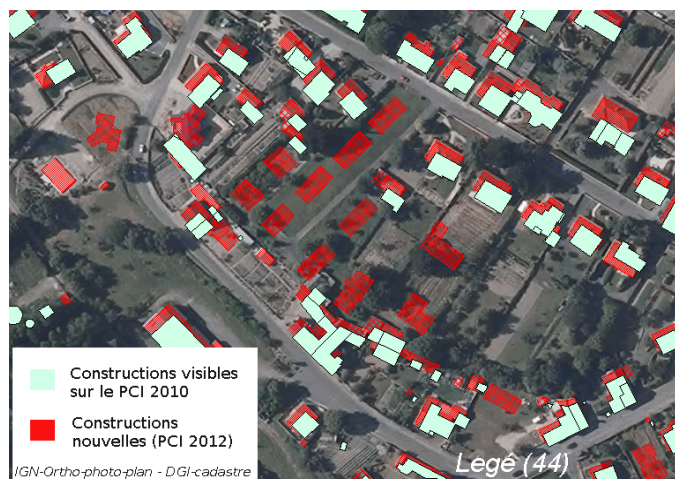 Constructions visibles
sur le PCI 2010
Constructions
nouvelles (PCI 2012)
IGN-Ortho-photo-plan - DGI-cadastre
Legé (44)